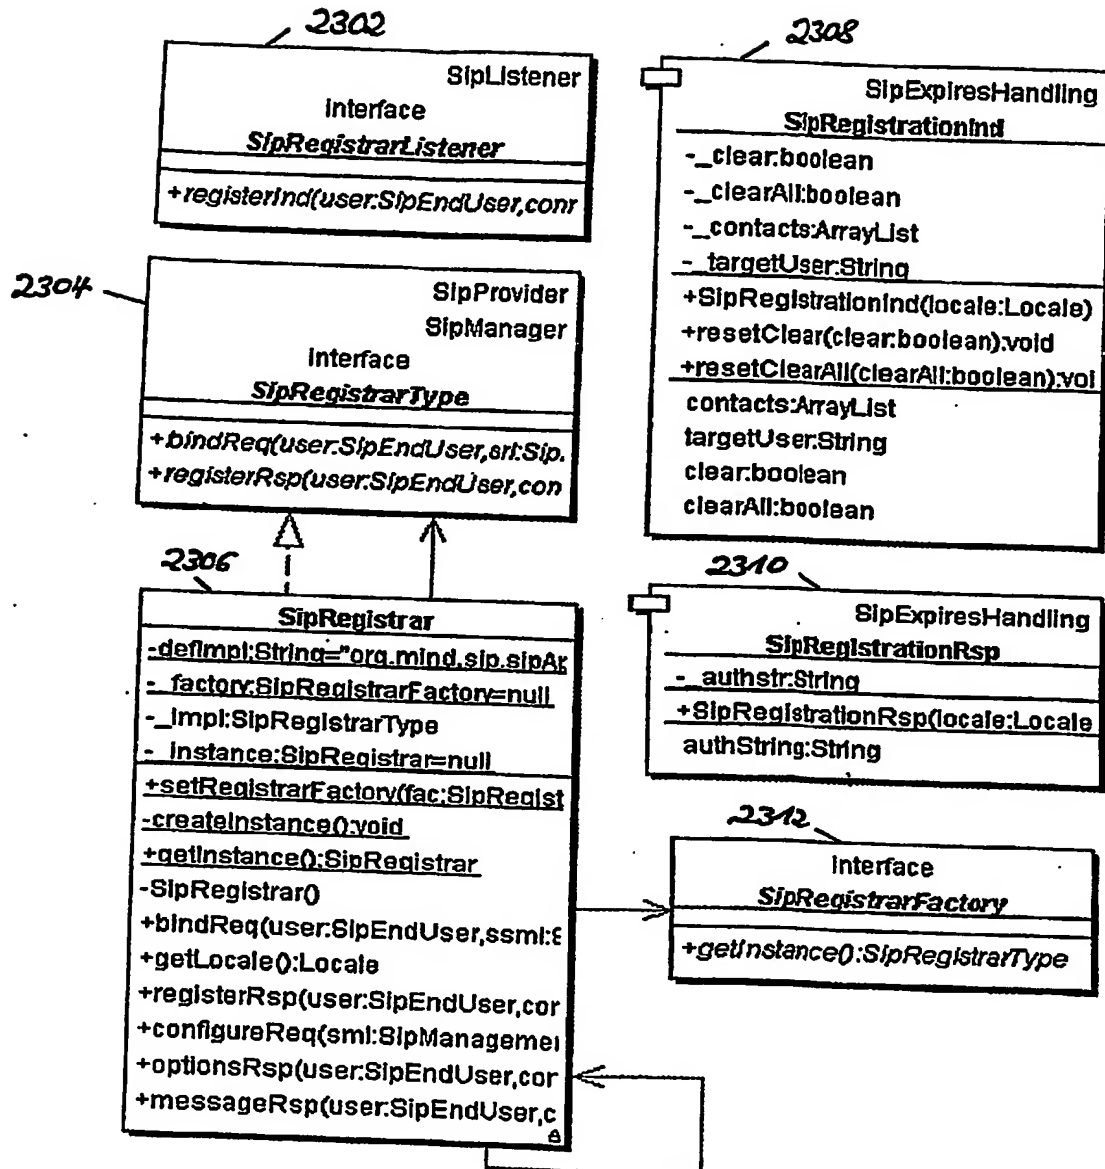 2302
SipListener
Interface
SipRegistrarListener
+registerInd(user:SipEndUser,conr
2304
SipProvider
SipManager
Interface
SipRegistrarType
+bindReq(user:SipEndUser,srl:Sip.
+registerRsp(user:SipEndUser,con
2306
SipRegistrar
-defImpl:String="org.mind.sip.sipAp
-_factory:SipRegistrarFactory=null
-_impl:SipRegistrarType
-_instance:SipRegistrar=null
+setRegistrarFactory(fac:SipRegist
-createInstance():void
+getInstance():SipRegistrar
-SipRegistrar()
+bindReq(user:SipEndUser,ssml:S
+getLocale():Locale
+registerRsp(user:SipEndUser,cor
+configureReq(sml:SipManagemei
+optionsRsp(user:SipEndUser,cor
+messageRsp(user:SipEndUser,c
2308
SipExpiresHandling
SipRegistrationInd
-_clear:boolean
-_clearAll:boolean
-_contacts:ArrayList
-_targetUser:String
+SipRegistrationInd(locale:Locale)
+resetClear(clear:boolean):void
+resetClearAll(clearAll:boolean):voi
contacts:ArrayList
targetUser:String
clear:boolean
clearAll:boolean
2310
SipExpiresHandling
SipRegistrationRsp
-_authstr:String
+SipRegistrationRsp(locale:Locale
authString:String
2312
Interface
SipRegistrarFactory
+getInstance():SipRegistrarType